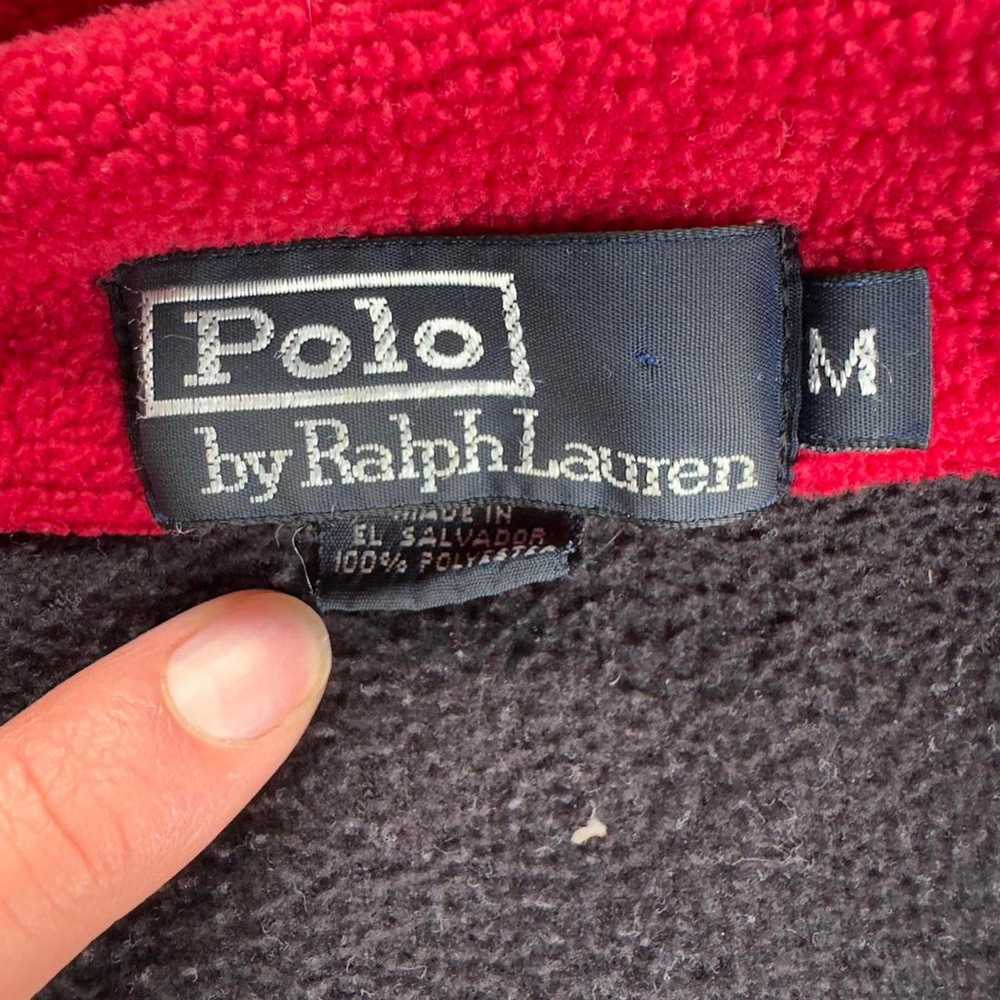 Polo
by Ralph Lauren
M
MADE IN
EL SALVADOR
100% POLYESTER